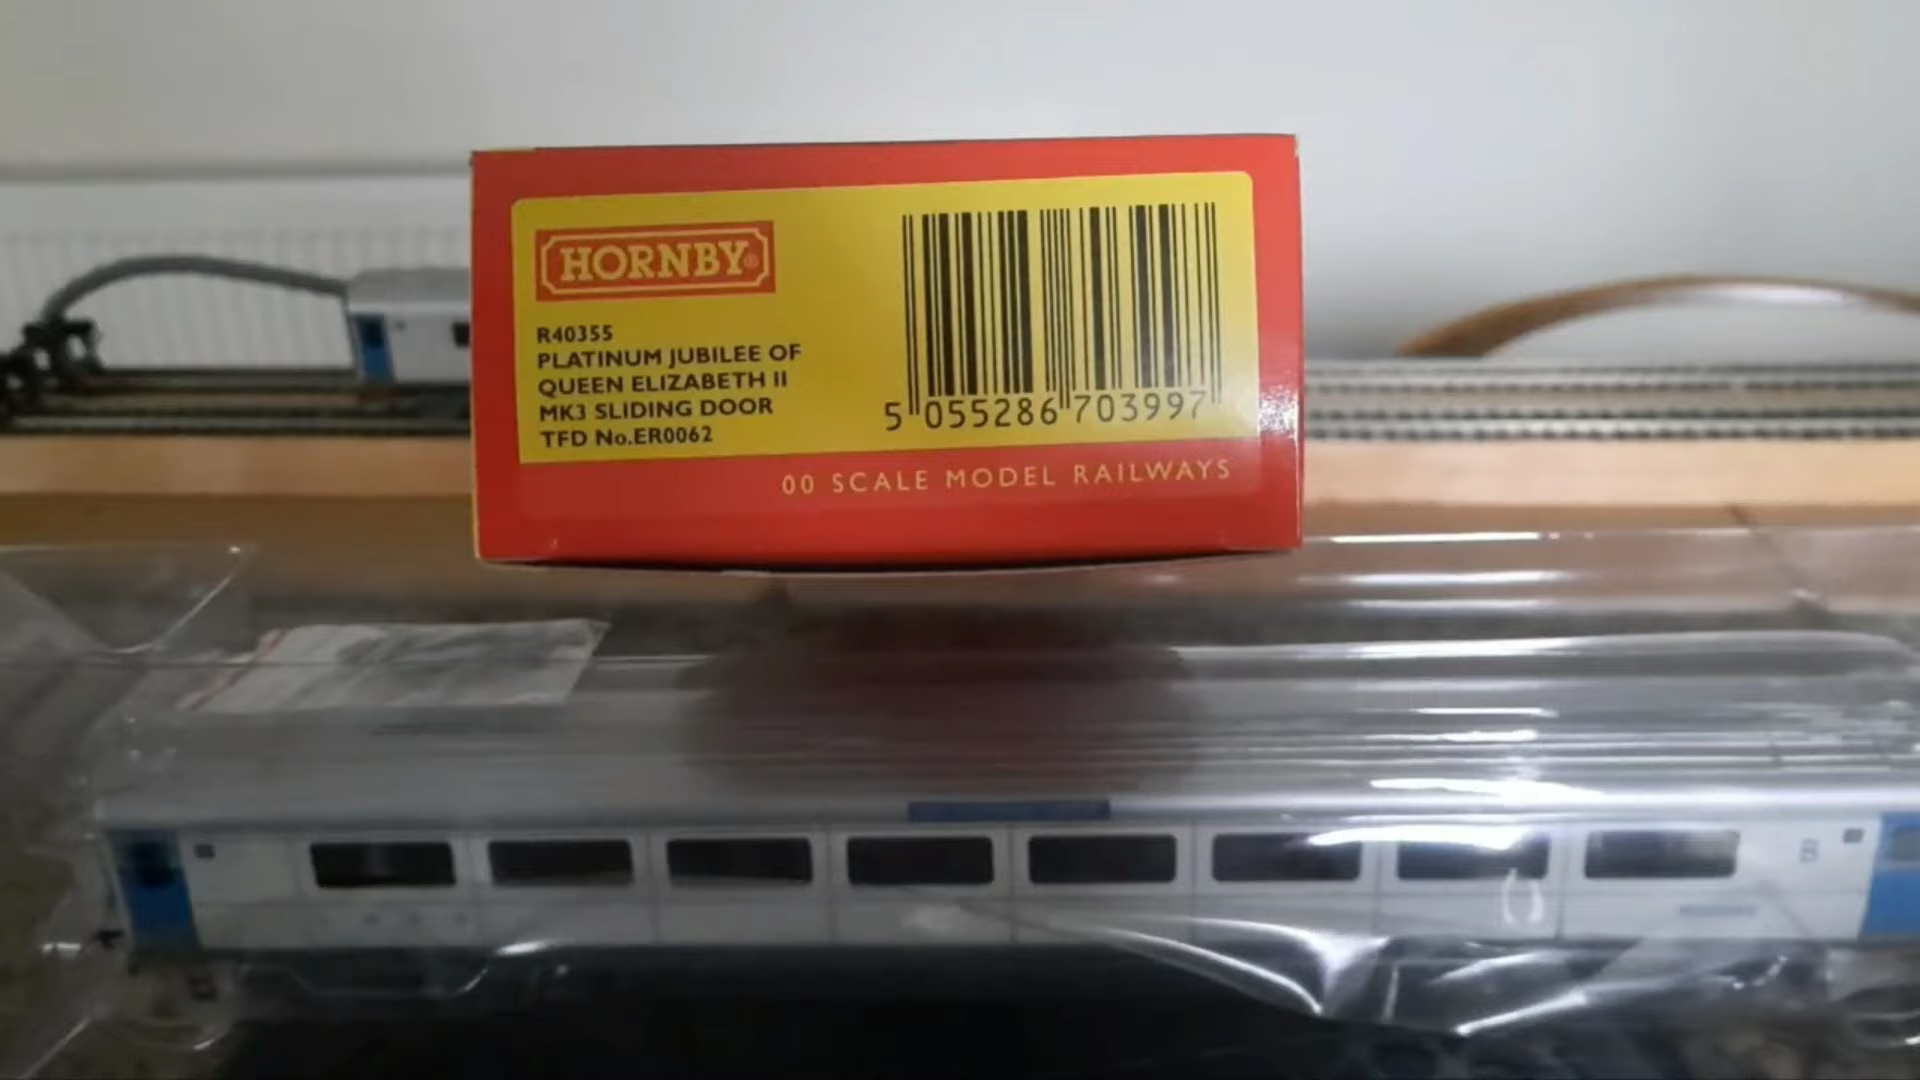 HORNBY®
R40355
PLATINUM JUBILEE OF
QUEEN ELIZABETH II
MK3 SLIDING DOOR
TFD No.ER0062
5 055286 703997
00 SCALE MODEL RAILWAYS
B